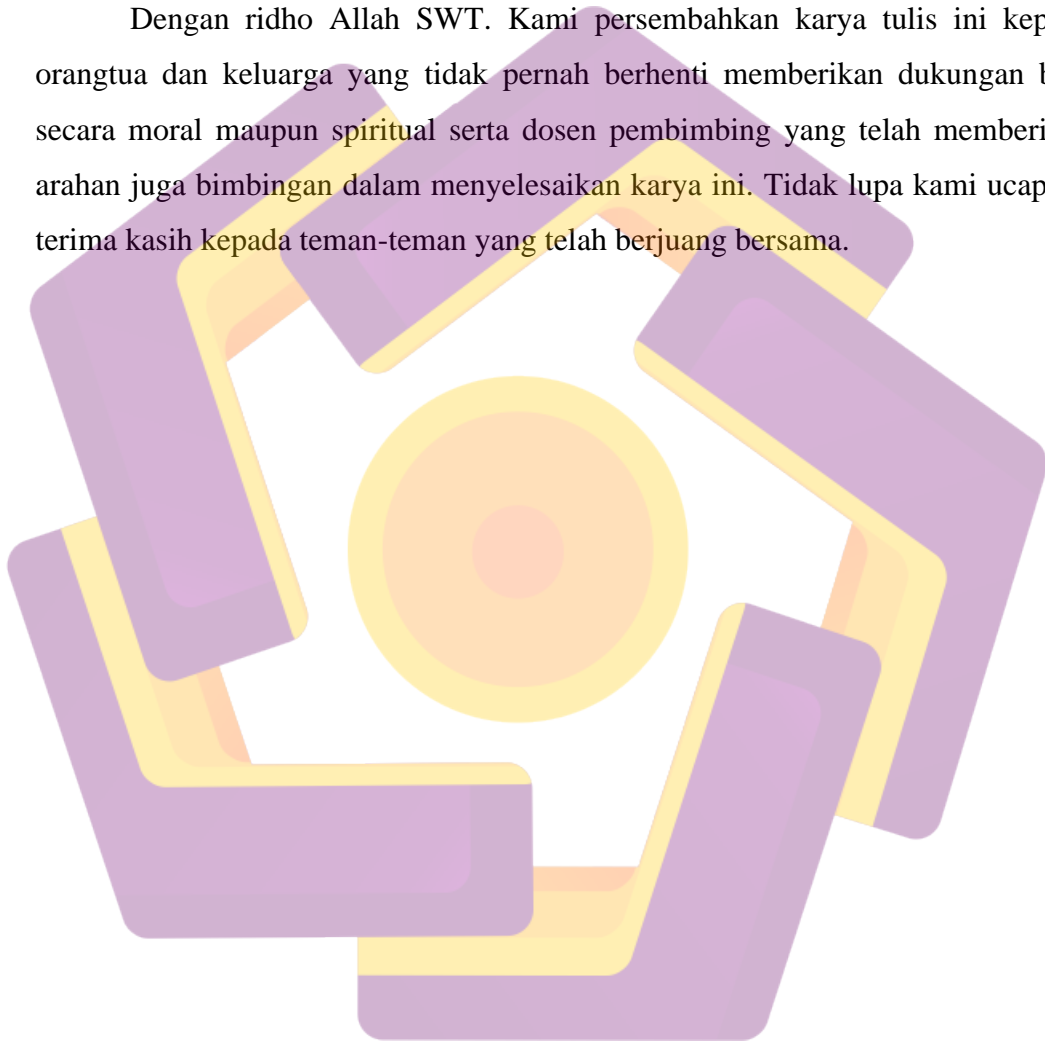 Dengan ridho Allah SWT. Kami persembahkan karya tulis ini kep
orangtua dan keluarga yang tidak pernah berhenti memberikan dukungan b
secara moral maupun spiritual serta dosen pembimbing yang telah memberi
arahan juga bimbingan dalam menyelesaikan karya ini. Tidak lupa kami ucap
terima kasih kepada teman-teman yang telah berjuang bersama.